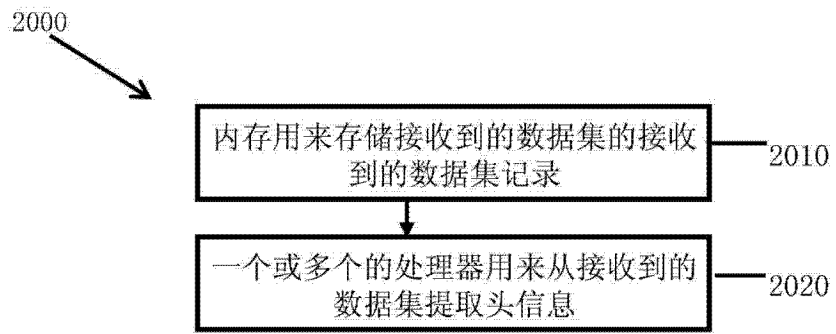 2000
内存用来存储接收到的数据集的接收
到的数据集记录
2010
一个或多个的处理器用来从接收到的
数据集提取头信息
2020